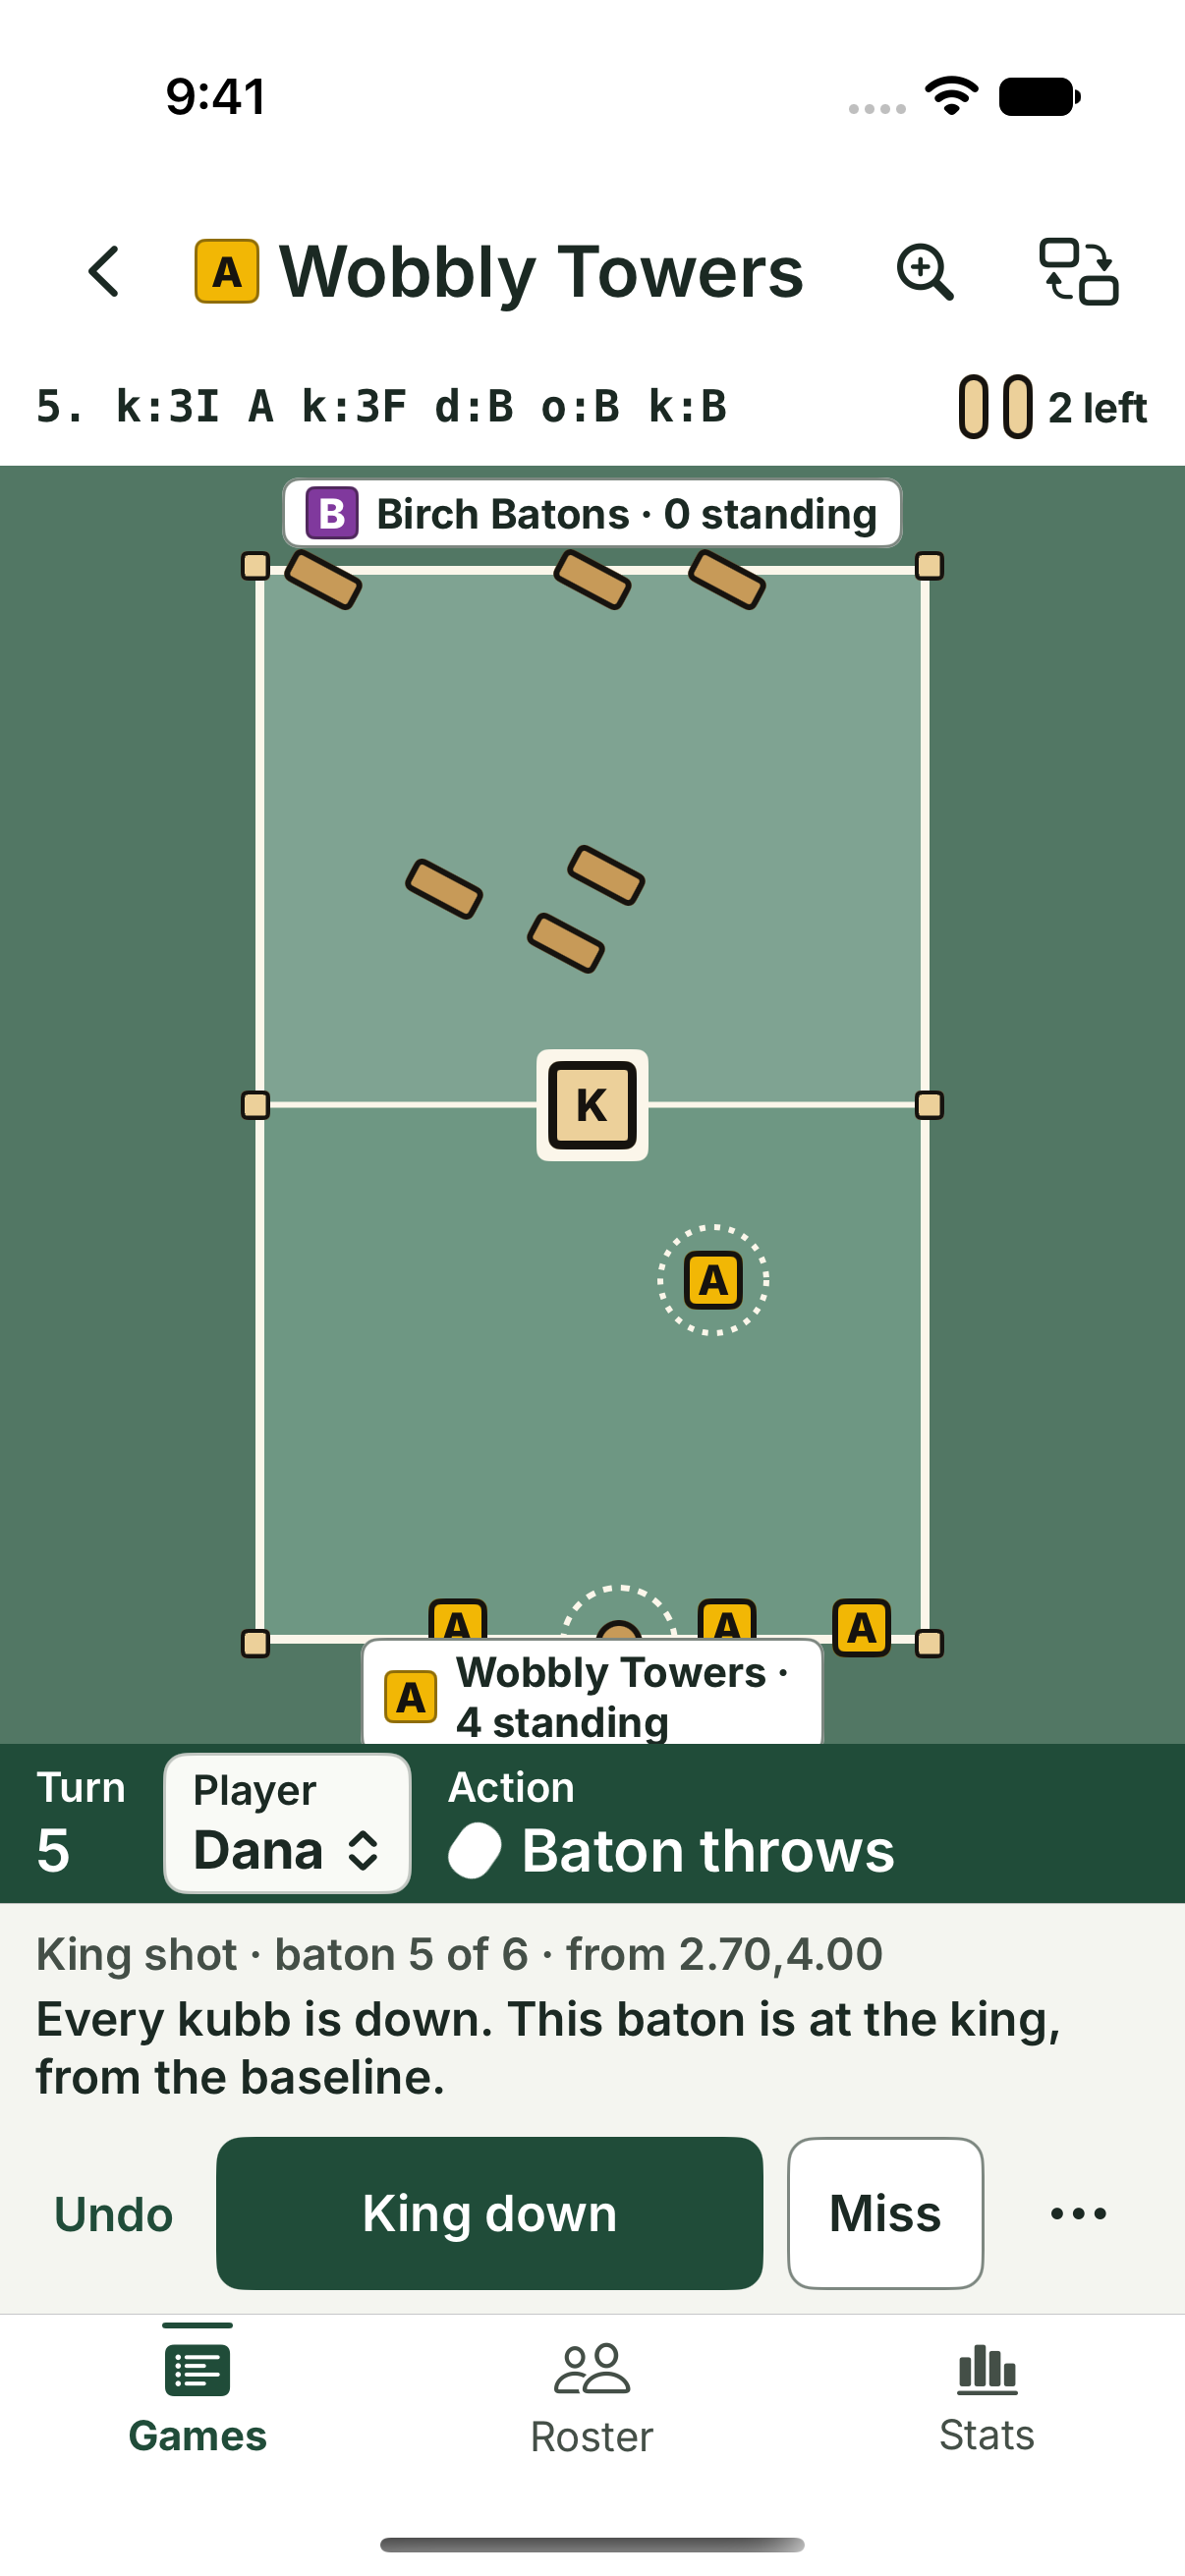 9:41
A Wobbly Towers
5. k:3I A k:3F d:B o:B k:B
2 left
B Birch Batons · 0 standing
K
A
A A A
A Wobbly Towers ·
4 standing
Turn
5
Player
Dana
Action
Baton throws
King shot · baton 5 of 6 · from 2.70,4.00
Every kubb is down. This baton is at the king,
from the baseline.
Undo
King down
Miss
Games
Roster
Stats